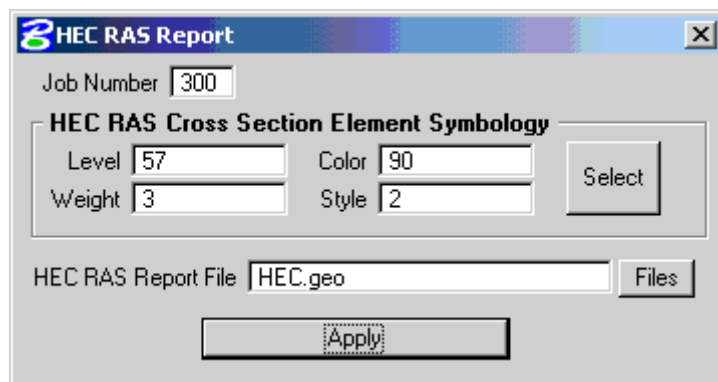 HEC RAS Report
Job Number 300
HEC RAS Cross Section Element Symbology
Level 57 Color 90
Select
Weight 3 Style 2
HEC RAS Report File HEC.geo Files
Apply